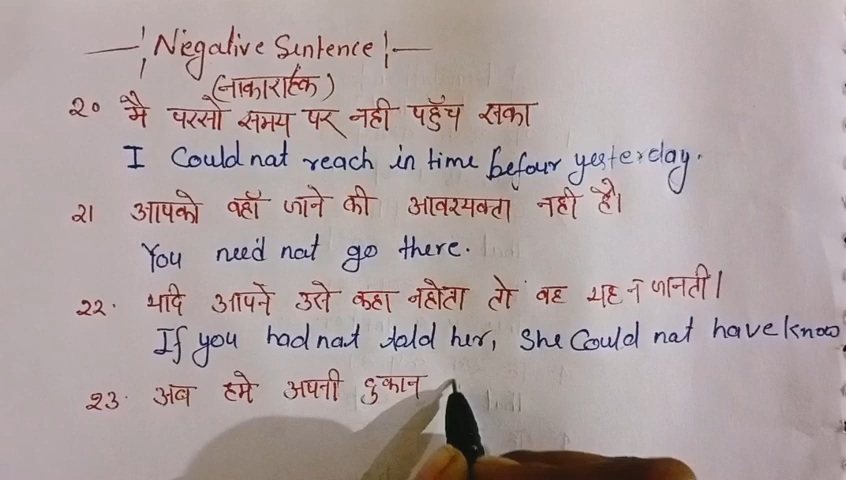 Negative Sentence
(नाकारात्मक)
२० मै परसो समय पर नही पहुँच सका
I Could nat reach in time befour yesterday.
२१ आपको वहाँ जाने की आवश्यक्ता नही है।
You need nat go there.
२२. यदि आपने उसे कहा नहोता तो वह यह न जानती।
If you had nat told her, She Could nat have know
२३. अब हमे अपनी दुकान